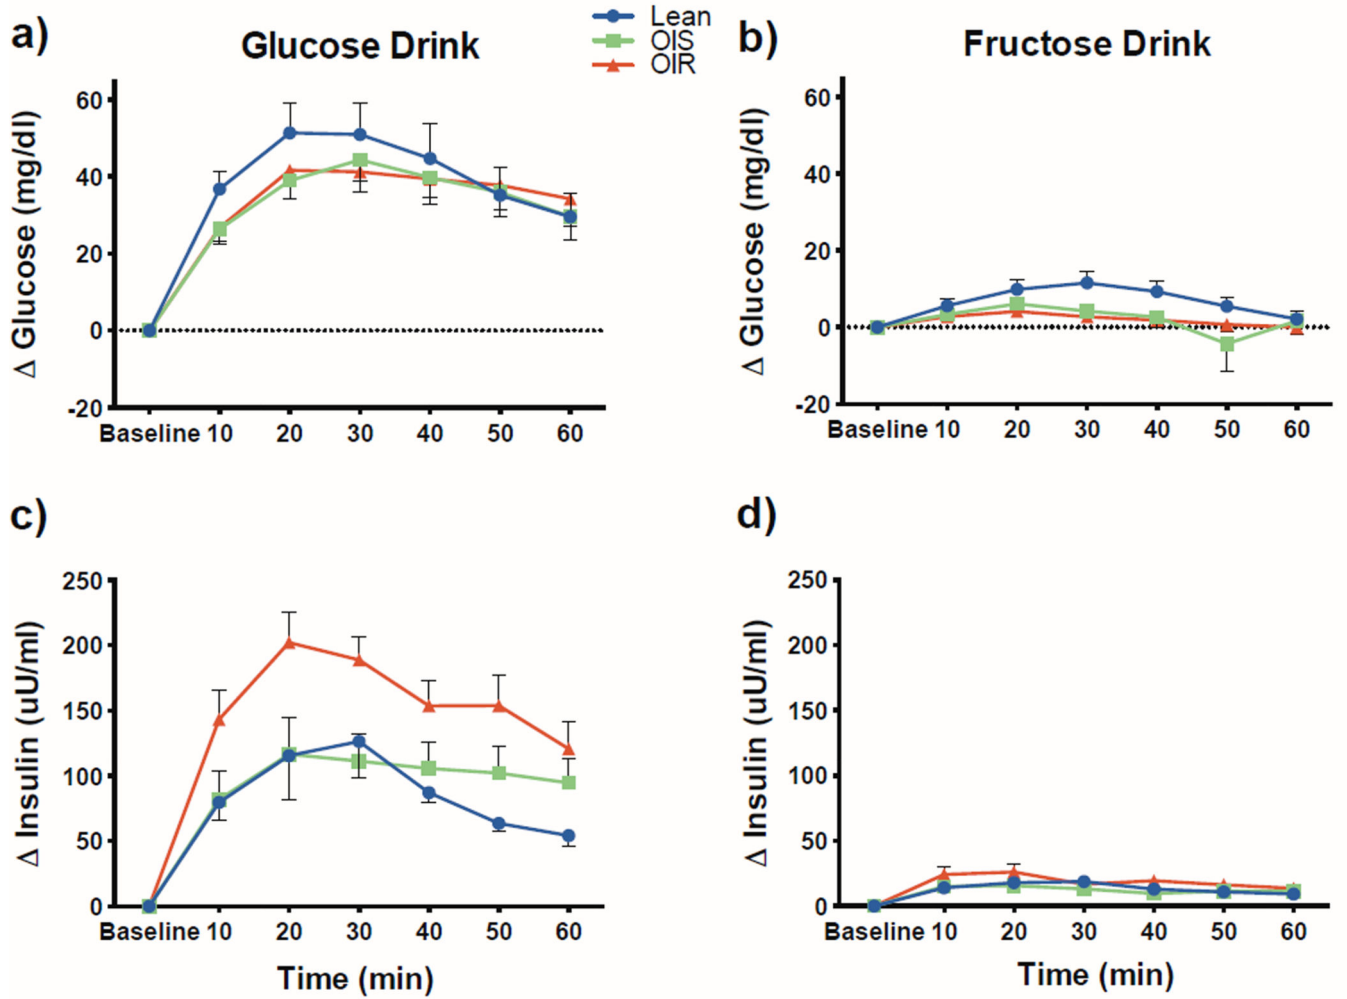 a)
Glucose Drink
Lean
OIS
OIR
b)
Fructose Drink
Δ Glucose (mg/dl)
60
40
20
0
-20
Baseline 10 20 30 40 50 60
Δ Glucose (mg/dl)
60
40
20
0
-20
Baseline 10 20 30 40 50 60
c)
Δ Insulin (uU/ml)
250
200
150
100
50
0
Baseline 10 20 30 40 50 60
Time (min)
d)
Δ Insulin (uU/ml)
250
200
150
100
50
0
Baseline 10 20 30 40 50 60
Time (min)